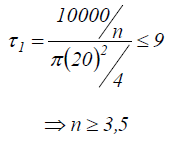 τ₁ = (10000/n) / (π(20)²/4) ≤ 9
⇒ n ≥ 3,5